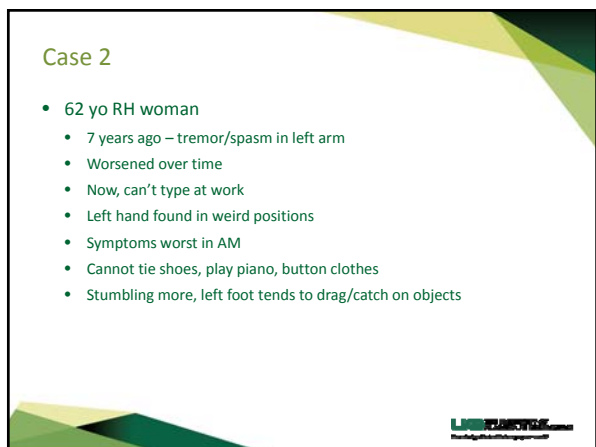 Case 2
• 62 yo RH woman
• 7 years ago – tremor/spasm in left arm
• Worsened over time
• Now, can't type at work
• Left hand found in weird positions
• Symptoms worst in AM
• Cannot tie shoes, play piano, button clothes
• Stumbling more, left foot tends to drag/catch on objects